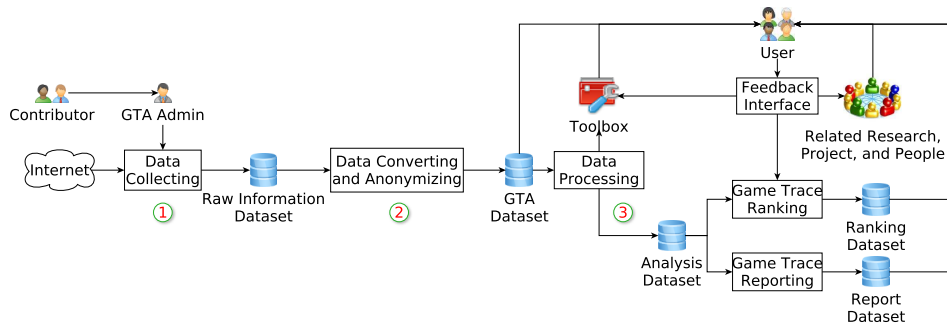 User
Contributor
GTA Admin
Feedback
Interface
Toolbox
Related Research,
Project, and People
Internet
Data
Collecting
Raw Information
Dataset
Data Converting
and Anonymizing
GTA
Dataset
Data
Processing
1
2
3
Game Trace
Ranking
Ranking
Dataset
Analysis
Dataset
Game Trace
Reporting
Report
Dataset